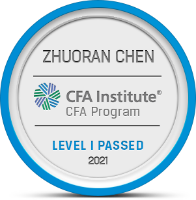 ZHUORAN CHEN
CFA Institute®
CFA Program
LEVEL I PASSED
2021